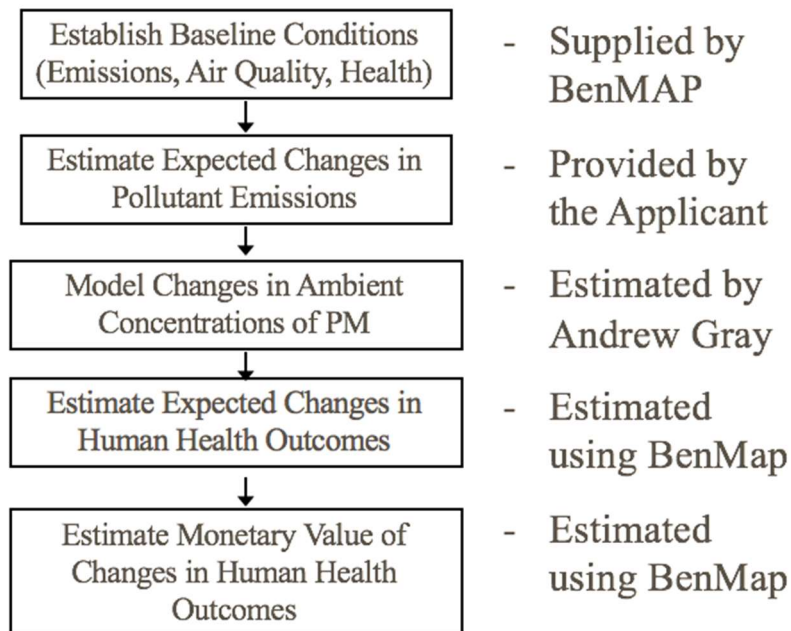 Establish Baseline Conditions
(Emissions, Air Quality, Health)
- Supplied by
BenMAP
Estimate Expected Changes in
Pollutant Emissions
- Provided by
the Applicant
Model Changes in Ambient
Concentrations of PM
- Estimated by
Andrew Gray
Estimate Expected Changes in
Human Health Outcomes
- Estimated
using BenMap
Estimate Monetary Value of
Changes in Human Health
Outcomes
- Estimated
using BenMap